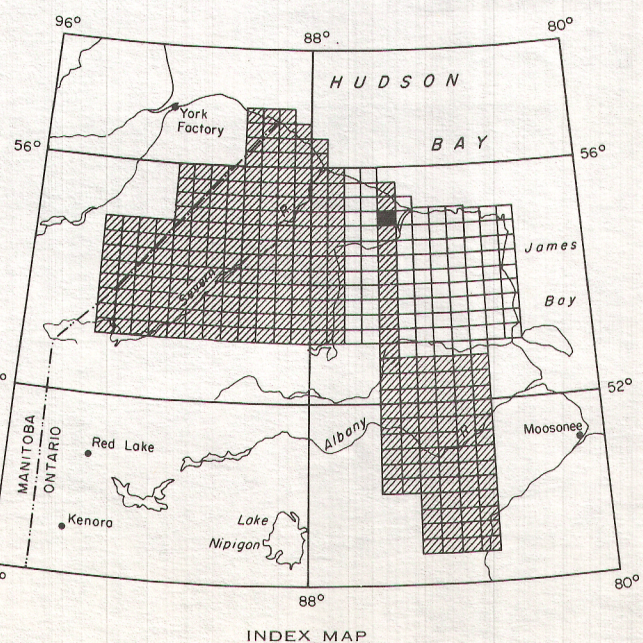 96°
88°
80°
HUDSON
York
Factory
BAY
56°
56°
R.
James
Severn
Bay
52°
MANITOBA
ONTARIO
Red Lake
Albany
R.
Moosonee
Kenora
Lake
Nipigon
88°
80°
INDEX MAP